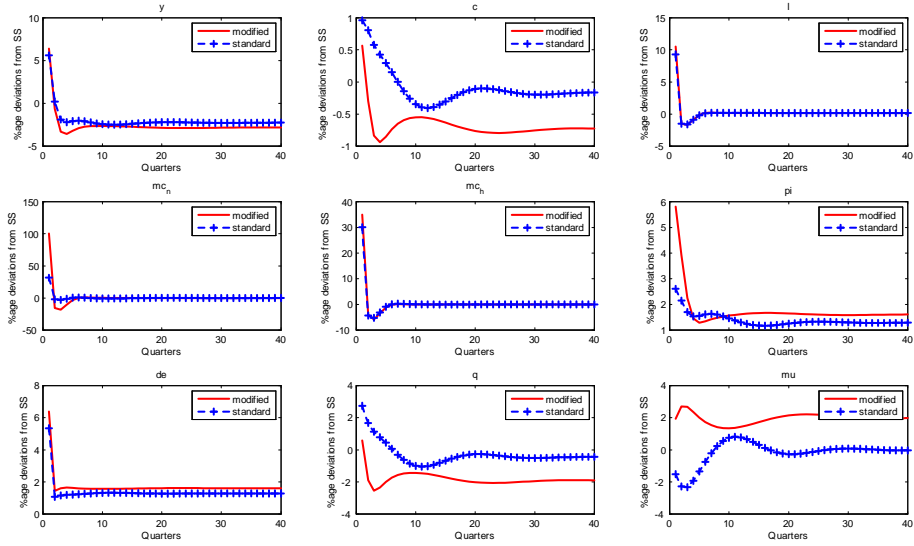 y
%age deviations from SS
10
5
0
-5
0 10 20 30 40
Quarters
modified
standard
c
%age deviations from SS
1
0.5
0
-0.5
-1
0 10 20 30 40
Quarters
modified
standard
l
%age deviations from SS
15
10
5
0
-5
0 10 20 30 40
Quarters
modified
standard
mc_n
%age deviations from SS
150
100
50
0
-50
0 10 20 30 40
Quarters
modified
standard
mc_h
%age deviations from SS
40
30
20
10
0
-10
0 10 20 30 40
Quarters
modified
standard
pi
%age deviations from SS
6
5
4
3
2
1
0 10 20 30 40
Quarters
modified
standard
de
%age deviations from SS
8
6
4
2
0
0 10 20 30 40
Quarters
modified
standard
q
%age deviations from SS
4
2
0
-2
-4
0 10 20 30 40
Quarters
modified
standard
mu
%age deviations from SS
4
2
0
-2
-4
0 10 20 30 40
Quarters
modified
standard